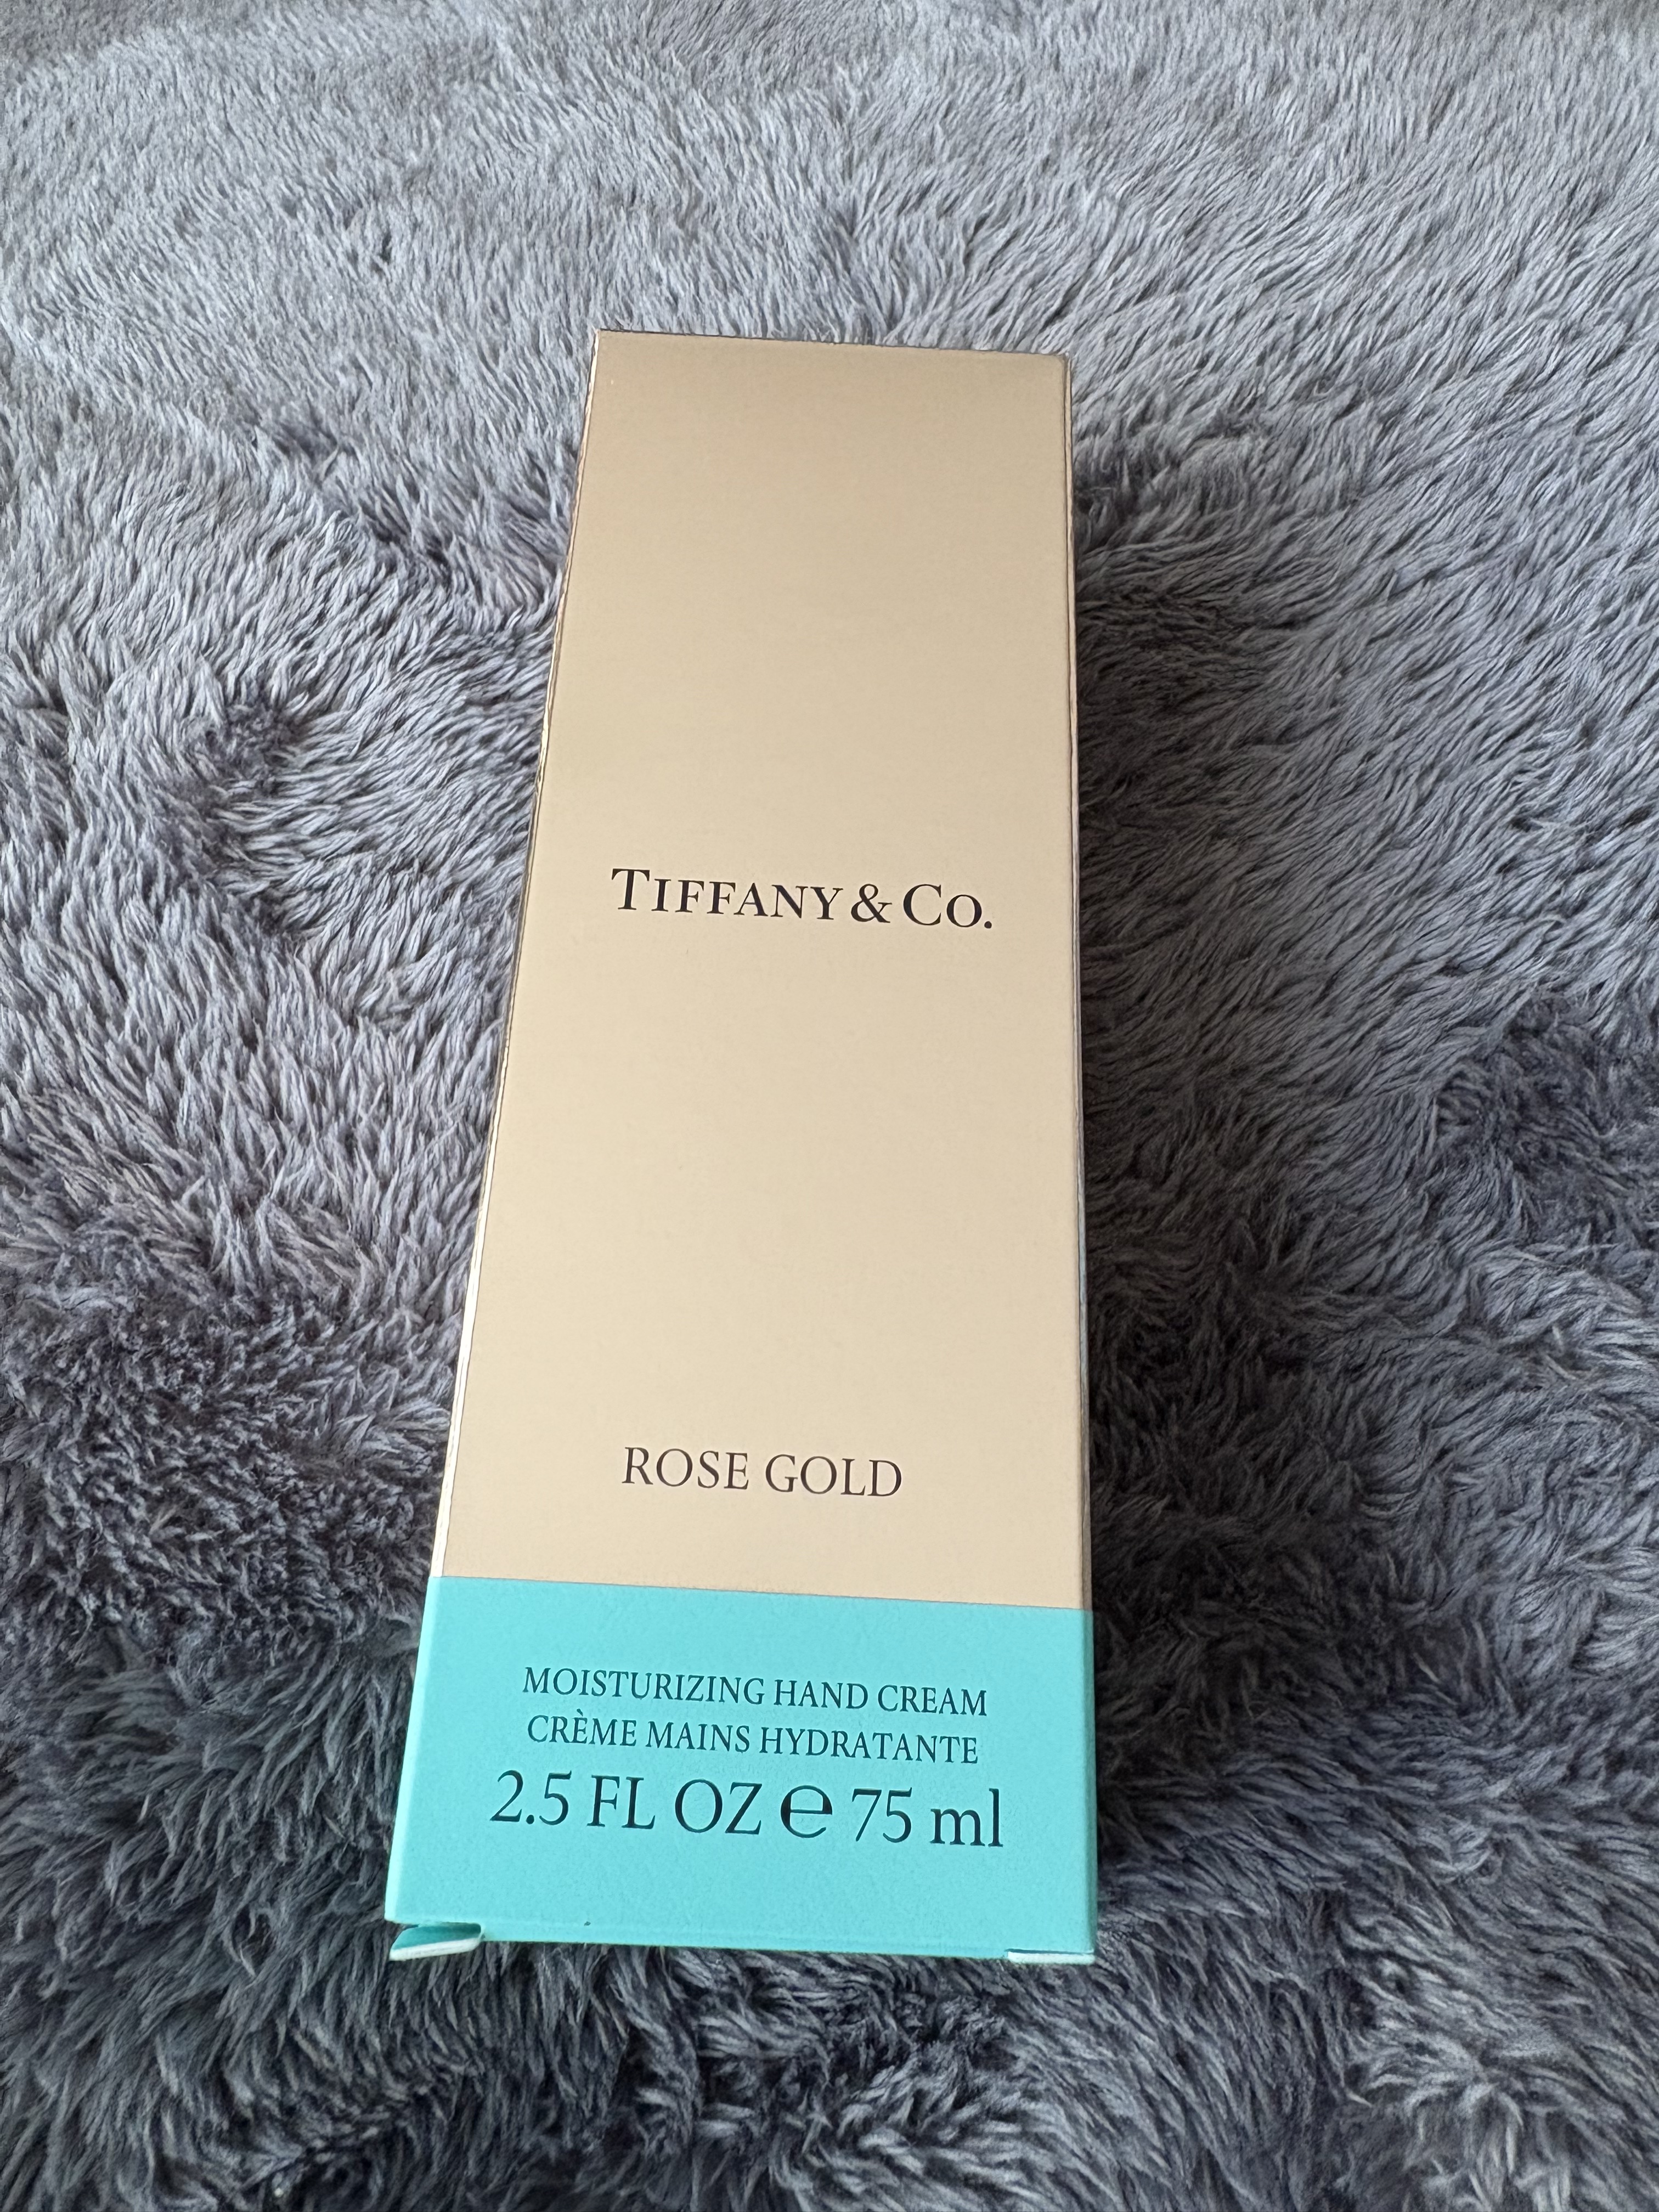 TIFFANY & CO.
ROSE GOLD
MOISTURIZING HAND CREAM
CRÈME MAINS HYDRATANTE
2.5 FL OZ ℮ 75 ml